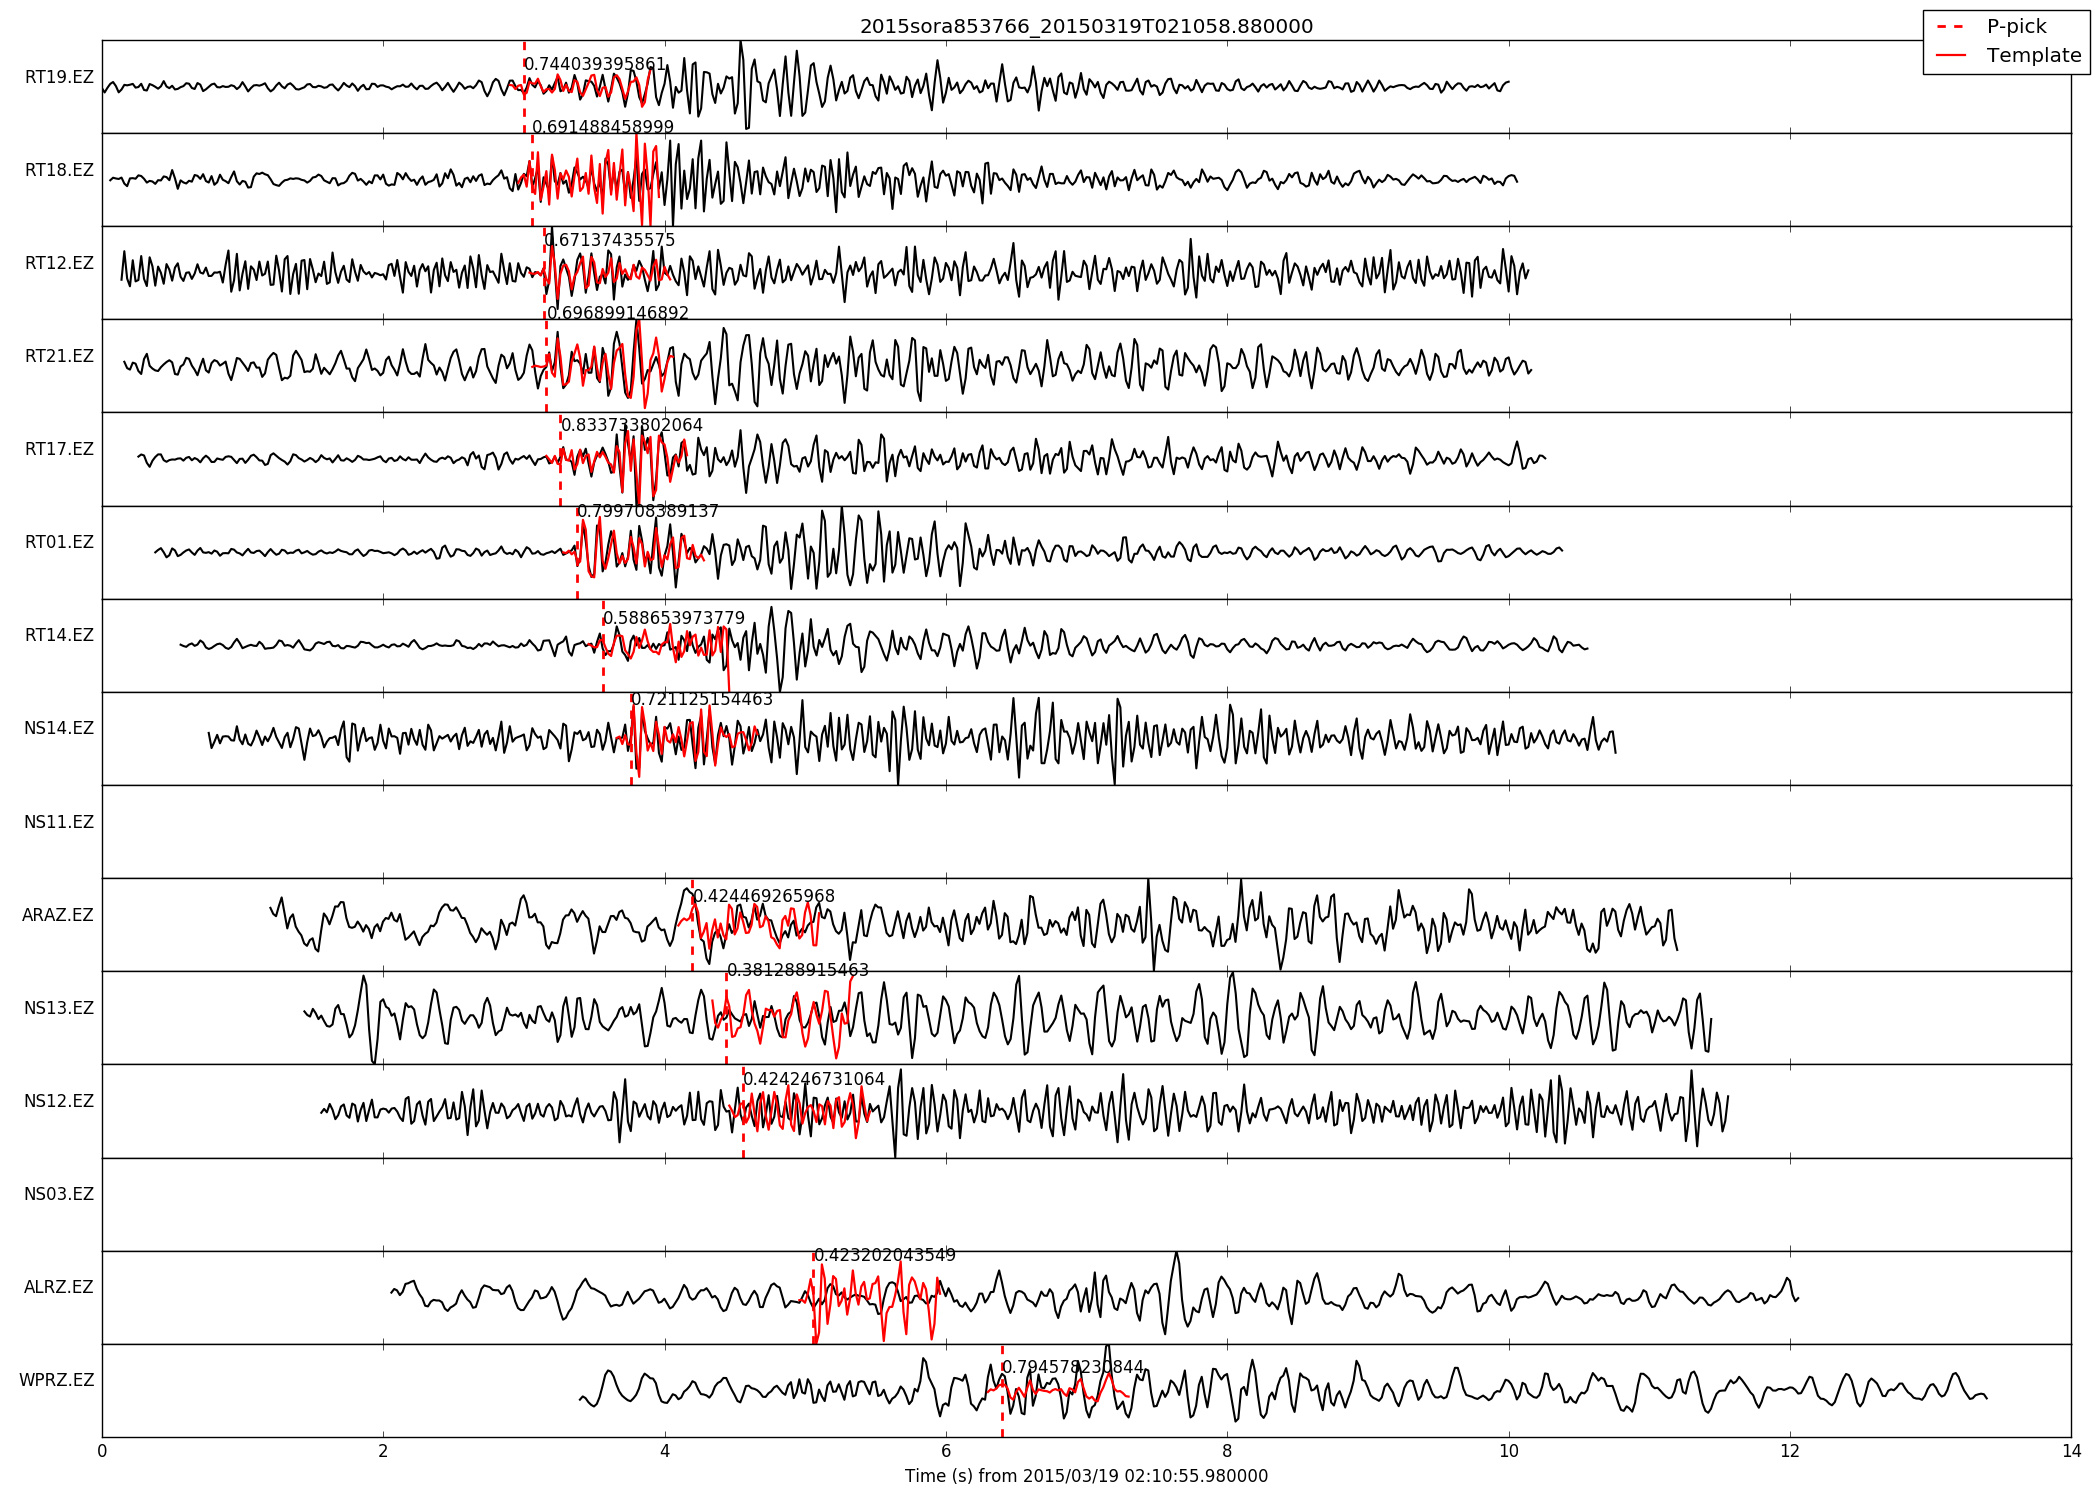 2015sora853766_20150319T021058.880000
P-pick
Template
RT19.EZ
0.744039395861
RT18.EZ
0.691488458999
RT12.EZ
0.67137435575
RT21.EZ
0.696899146892
RT17.EZ
0.833733802064
RT01.EZ
0.799708389137
RT14.EZ
0.588653973779
NS14.EZ
0.721125154463
NS11.EZ
ARAZ.EZ
0.424469265968
NS13.EZ
0.381288915463
NS12.EZ
0.424246731064
NS03.EZ
ALRZ.EZ
0.423202043549
WPRZ.EZ
0.794578230844
0 2 4 6 8 10 12 14
Time (s) from 2015/03/19 02:10:55.980000